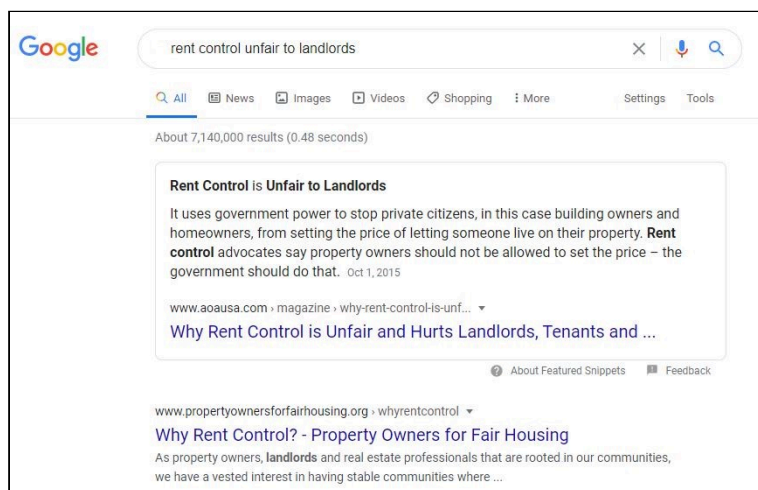 Google
rent control unfair to landlords
All News Images Videos Shopping More Settings Tools
About 7,140,000 results (0.48 seconds)
Rent Control is Unfair to Landlords
It uses government power to stop private citizens, in this case building owners and
homeowners, from setting the price of letting someone live on their property. Rent
control advocates say property owners should not be allowed to set the price – the
government should do that. Oct 1, 2015
www.aoausa.com › magazine › why-rent-control-is-unf...
Why Rent Control is Unfair and Hurts Landlords, Tenants and ...
About Featured Snippets Feedback
www.propertyownersforfairhousing.org › whyrentcontrol
Why Rent Control? - Property Owners for Fair Housing
As property owners, landlords and real estate professionals that are rooted in our communities,
we have a vested interest in having stable communities where ...